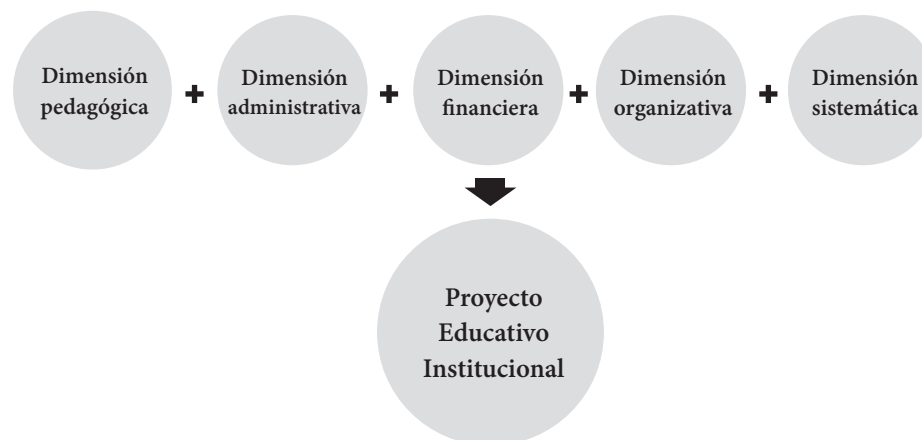 Dimensión
pedagógica
+
Dimensión
administrativa
+
Dimensión
financiera
+
Dimensión
organizativa
+
Dimensión
sistemática
Proyecto
Educativo
Institucional